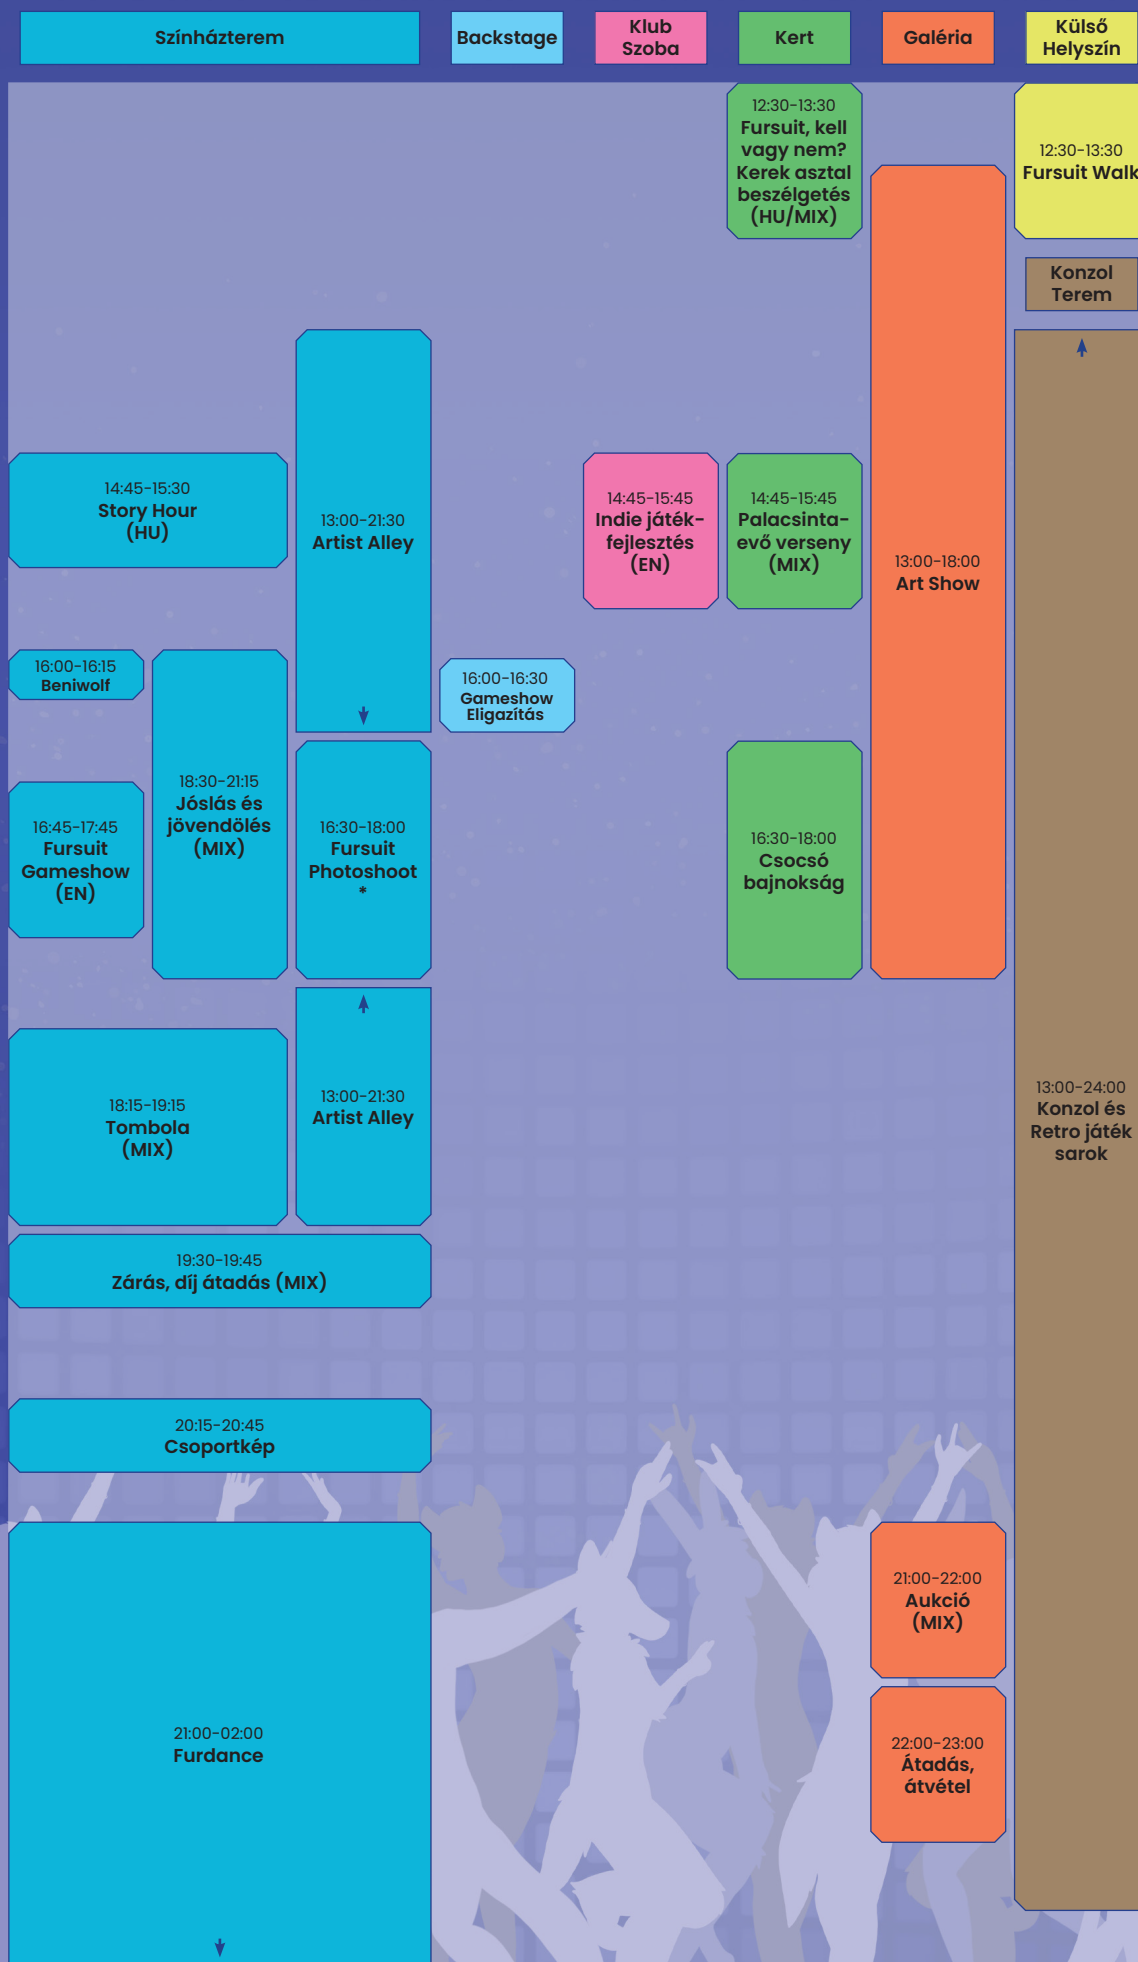 Színházterem
Backstage
Klub
Szoba
Kert
Galéria
Külső
Helyszín
12:30-13:30
Fursuit, kell
vagy nem?
Kerek asztal
beszélgetés
(HU/MIX)
12:30-13:30
Fursuit Walk
Konzol
Terem
14:45-15:30
Story Hour
(HU)
13:00-21:30
Artist Alley
14:45-15:45
Indie játék-
fejlesztés
(EN)
14:45-15:45
Palacsinta-
evő verseny
(MIX)
13:00-18:00
Art Show
16:00-16:15
Beniwolf
16:00-16:30
Gameshow
Eligazítás
18:30-21:15
Jóslás és
jövendölés
(MIX)
16:45-17:45
Fursuit
Gameshow
(EN)
16:30-18:00
Fursuit
Photoshoot
*
16:30-18:00
Csocsó
bajnokság
18:15-19:15
Tombola
(MIX)
13:00-21:30
Artist Alley
13:00-24:00
Konzol és
Retro játék
sarok
19:30-19:45
Zárás, díj átadás (MIX)
20:15-20:45
Csoportkép
21:00-22:00
Aukció
(MIX)
21:00-02:00
Furdance
22:00-23:00
Átadás,
átvétel